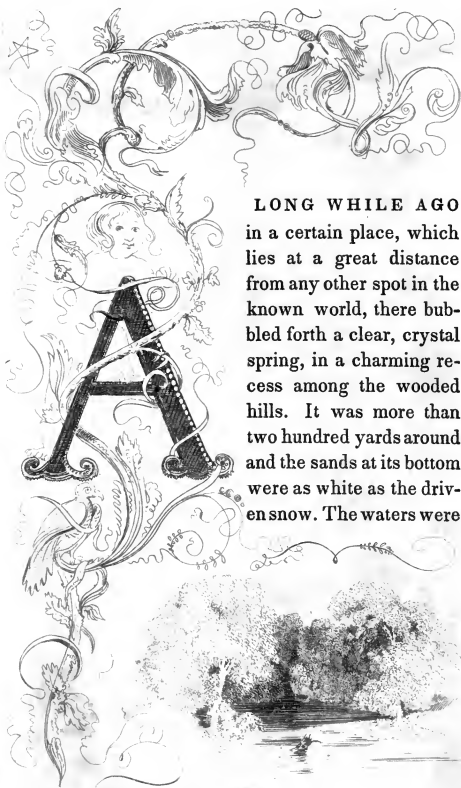 A LONG WHILE AGO
in a certain place, which
lies at a great distance
from any other spot in the
known world, there bub-
bled forth a clear, crystal
spring, in a charming re-
cess among the wooded
hills. It was more than
two hundred yards around
and the sands at its bottom
were as white as the driv-
en snow. The waters were